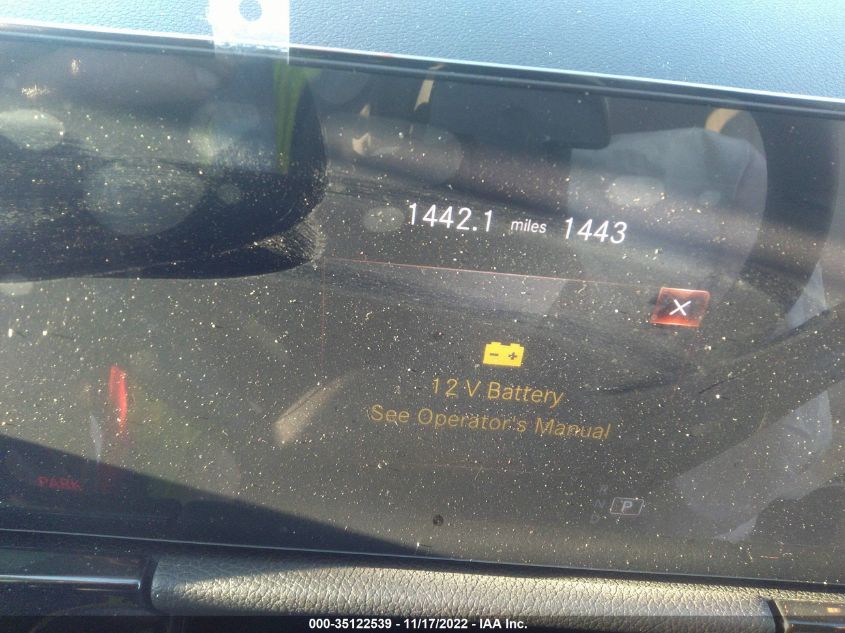 1442.1 miles 1443
12 V Battery
See Operator's Manual
PARK
R
N
D
P
000-35122539 - 11/17/2022 - IAA Inc.